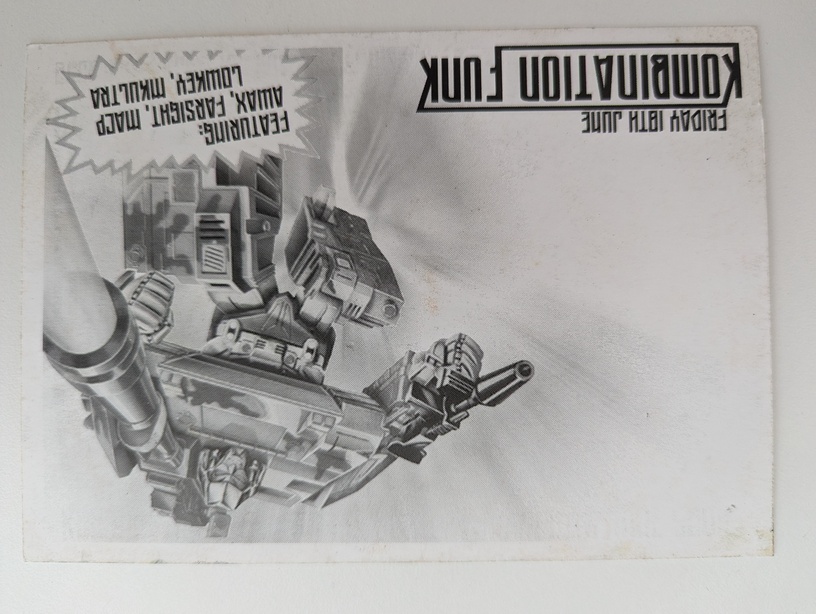 FRIDAY 18TH JUNE
KOMBINATION FUNK
FEATURING:
AWAX, FARSIGHT, MACP
LOWKEY, MKULTRA